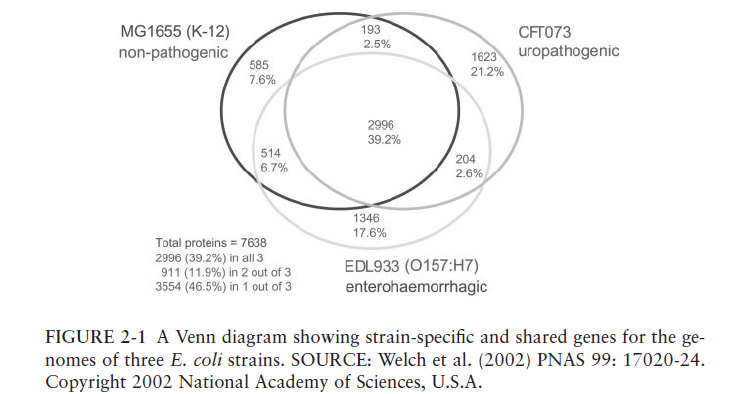 MG1655 (K-12)
non-pathogenic
193
2.5%
CFT073
uropathogenic
585
7.6%
1623
21.2%
2996
39.2%
514
6.7%
204
2.6%
1346
17.6%
Total proteins = 7638
2996 (39.2%) in all 3
911 (11.9%) in 2 out of 3
3554 (46.5%) in 1 out of 3
EDL933 (O157:H7)
enterohaemorrhagic
FIGURE 2-1 A Venn diagram showing strain-specific and shared genes for the ge-
nomes of three E. coli strains. SOURCE: Welch et al. (2002) PNAS 99: 17020-24.
Copyright 2002 National Academy of Sciences, U.S.A.